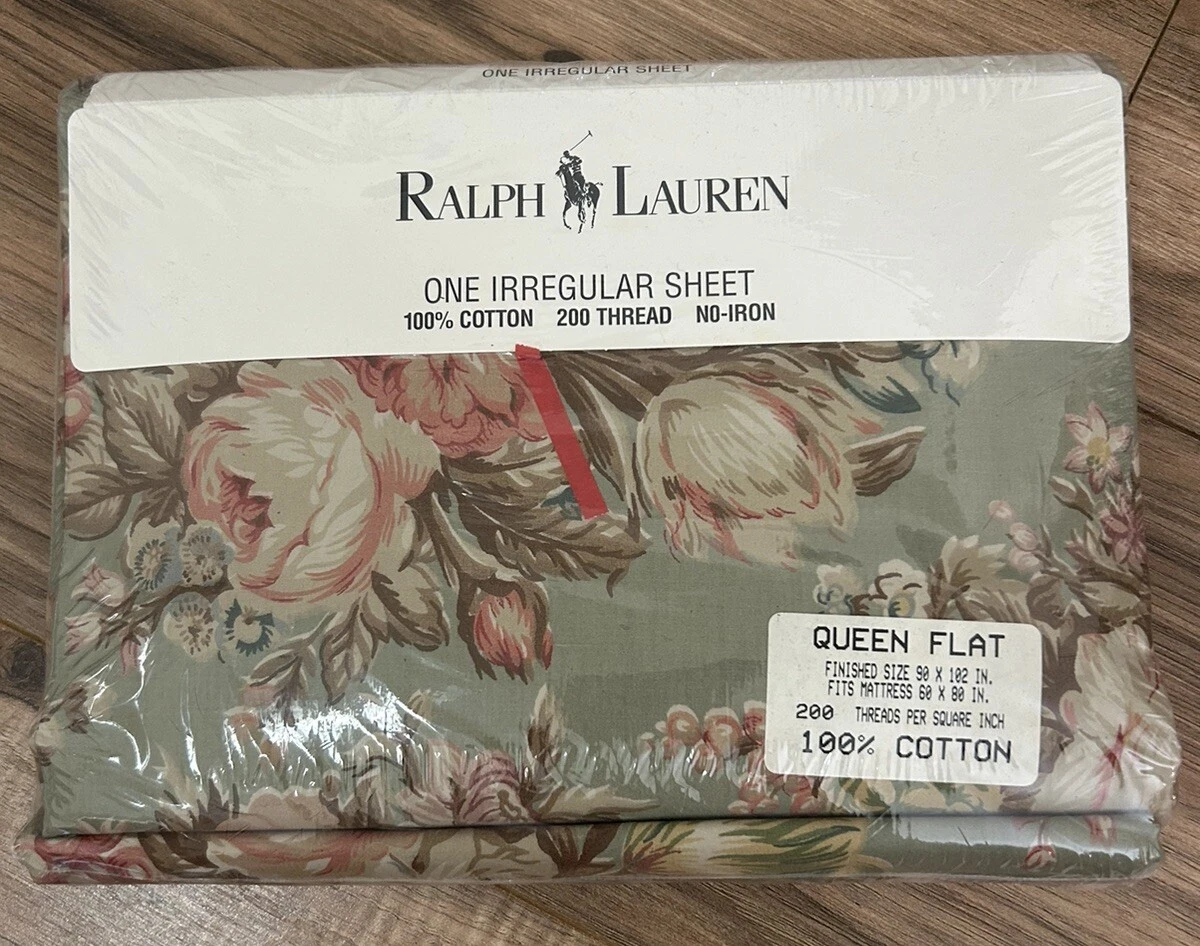 ONE IRREGULAR SHEET
RALPH LAUREN
ONE IRREGULAR SHEET
100% COTTON 200 THREAD NO-IRON
QUEEN FLAT
FINISHED SIZE 90 X 102 IN.
FITS MATTRESS 60 X 80 IN.
200 THREADS PER SQUARE INCH
100% COTTON